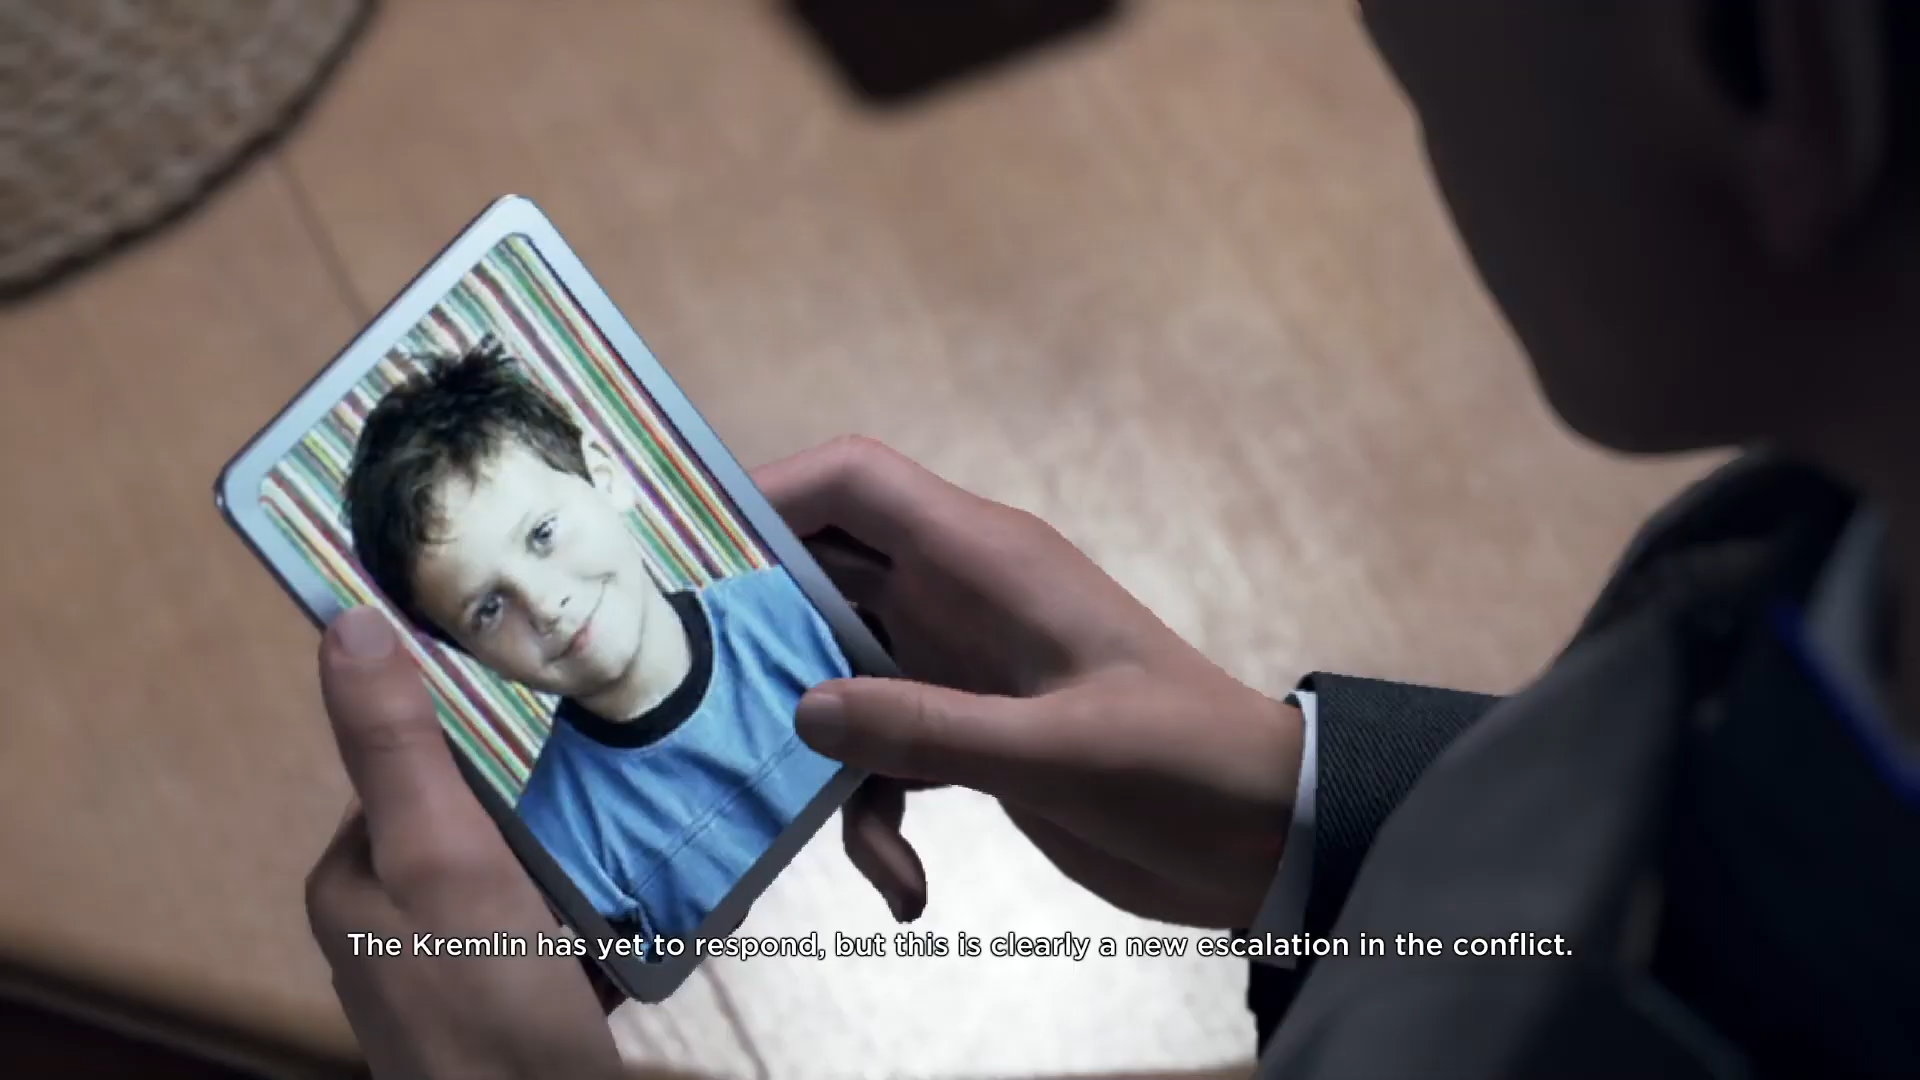 The Kremlin has yet to respond, but this is clearly a new escalation in the conflict.